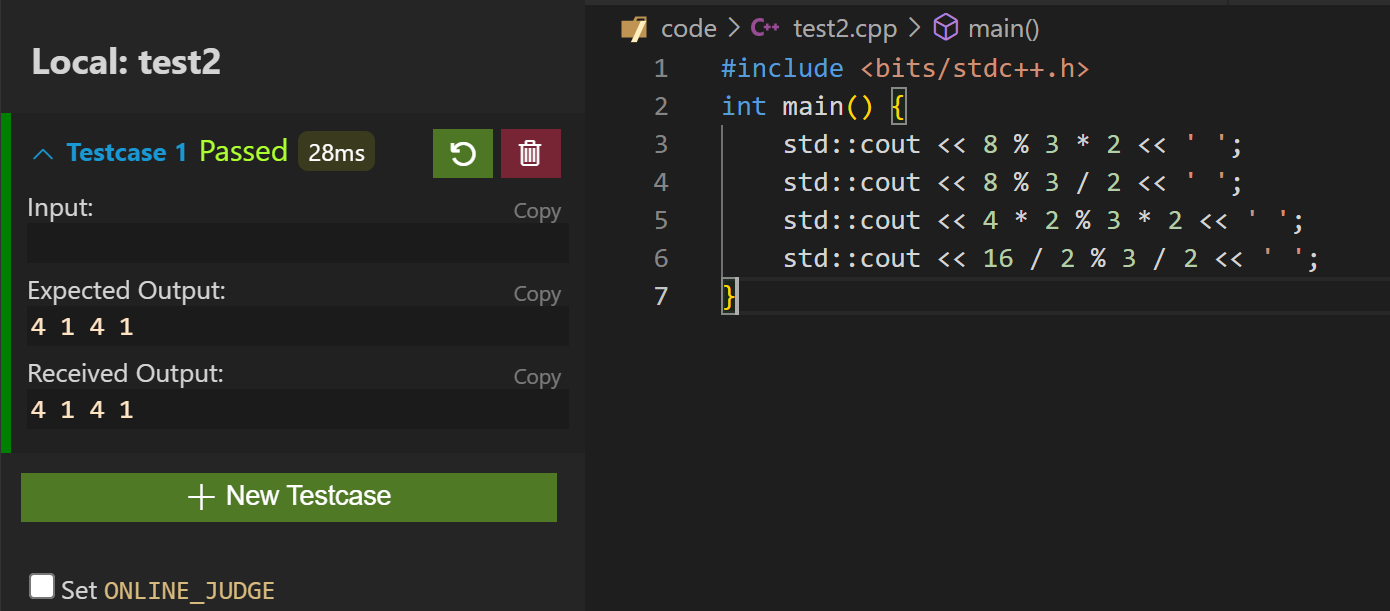 Local: test2
Testcase 1 Passed 28ms
Input:
Copy
Expected Output:
Copy
4 1 4 1
Received Output:
Copy
4 1 4 1
New Testcase
Set ONLINE_JUDGE
code > C++ test2.cpp > main()
1 #include <bits/stdc++.h>
2 int main() {
3     std::cout << 8 % 3 * 2 << ' ';
4     std::cout << 8 % 3 / 2 << ' ';
5     std::cout << 4 * 2 % 3 * 2 << ' ';
6     std::cout << 16 / 2 % 3 / 2 << ' ';
7 }